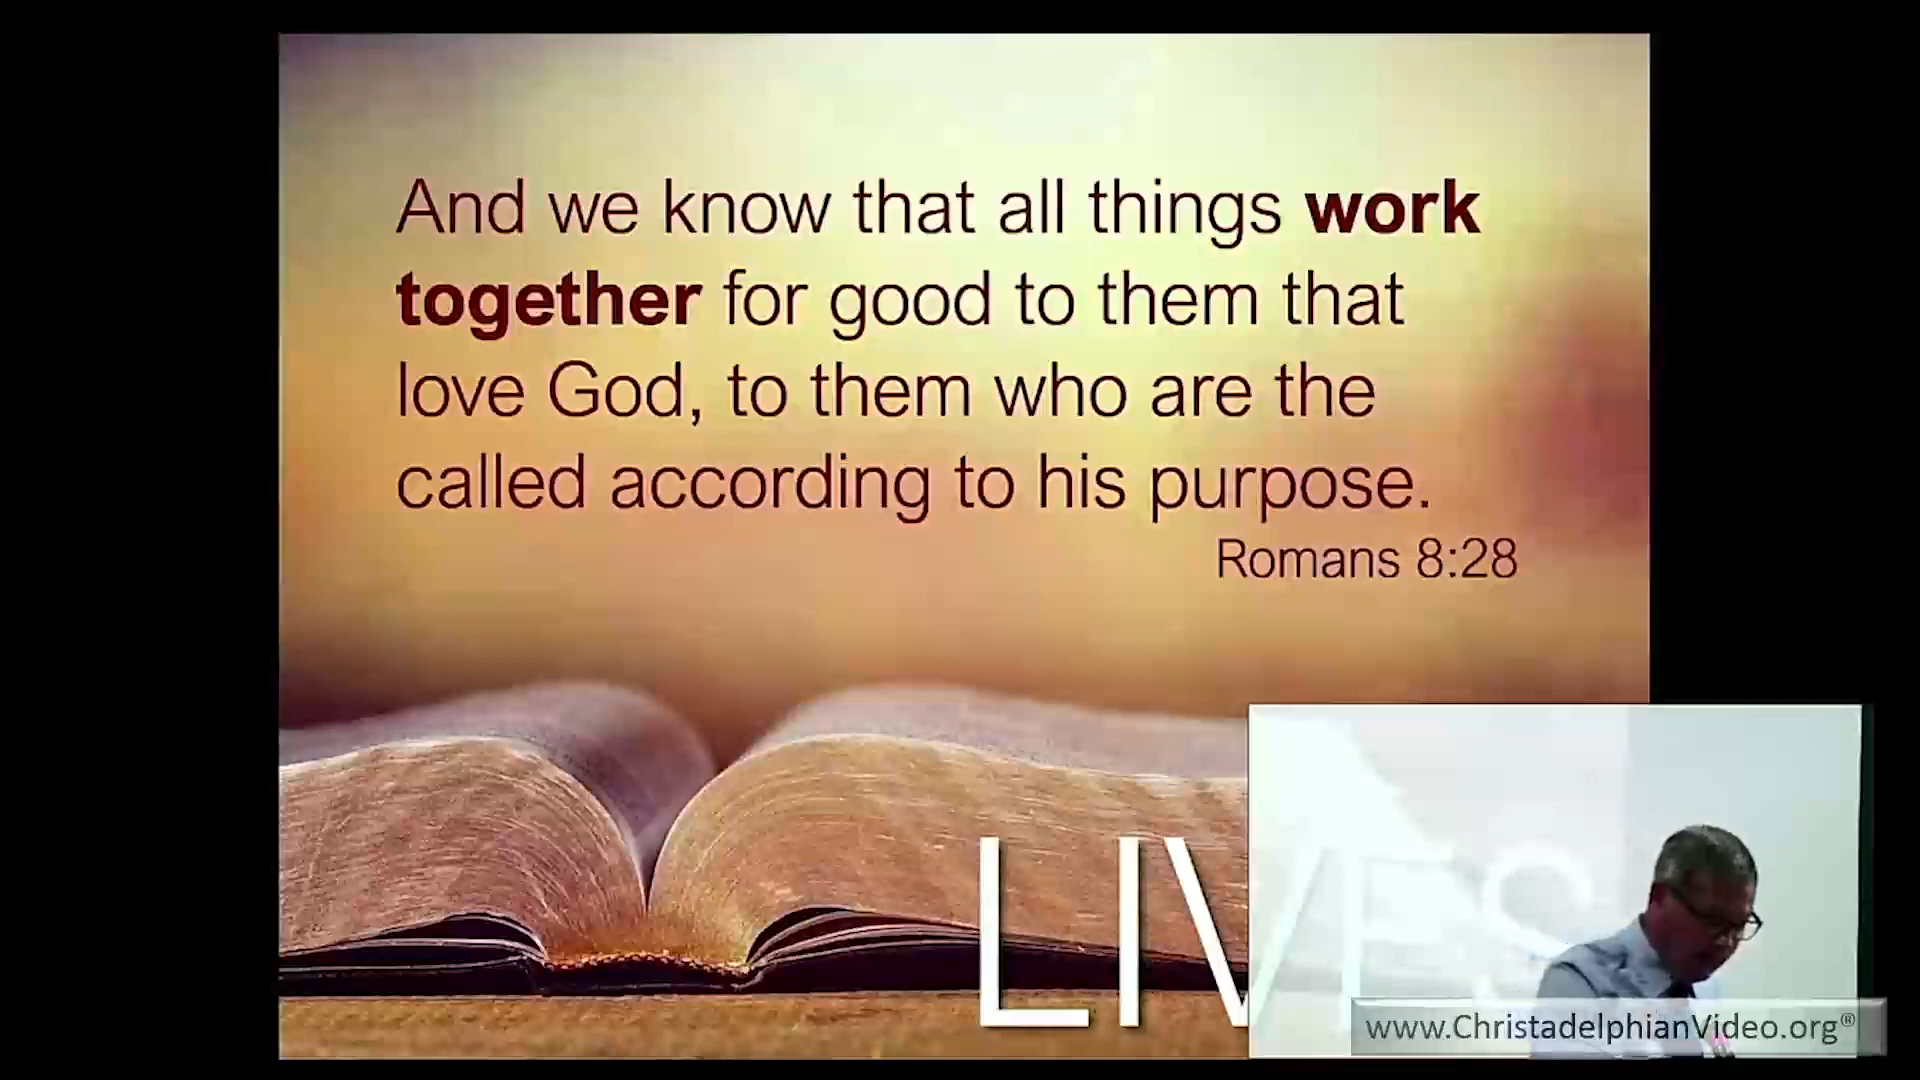 And we know that all things work
together for good to them that
love God, to them who are the
called according to his purpose.
Romans 8:28
LIVES
www.ChristadelphianVideo.org®